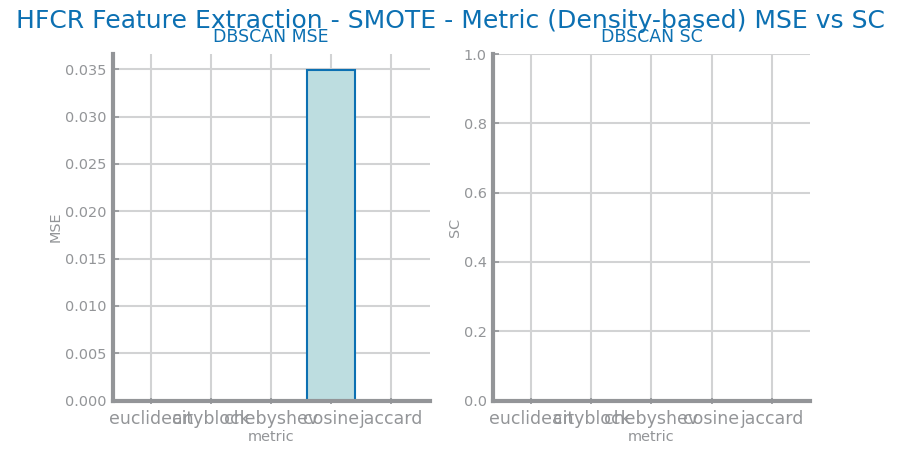 HFCR Feature Extraction - SMOTE - Metric (Density-based) MSE vs SC
DBSCAN MSE
0.035
0.030
0.025
0.020
0.015
0.010
0.005
0.000
MSE
euclidean cityblock chebyshev cosine jaccard
metric
DBSCAN SC
1.0
0.8
0.6
0.4
0.2
0.0
SC
euclidean cityblock chebyshev cosine jaccard
metric